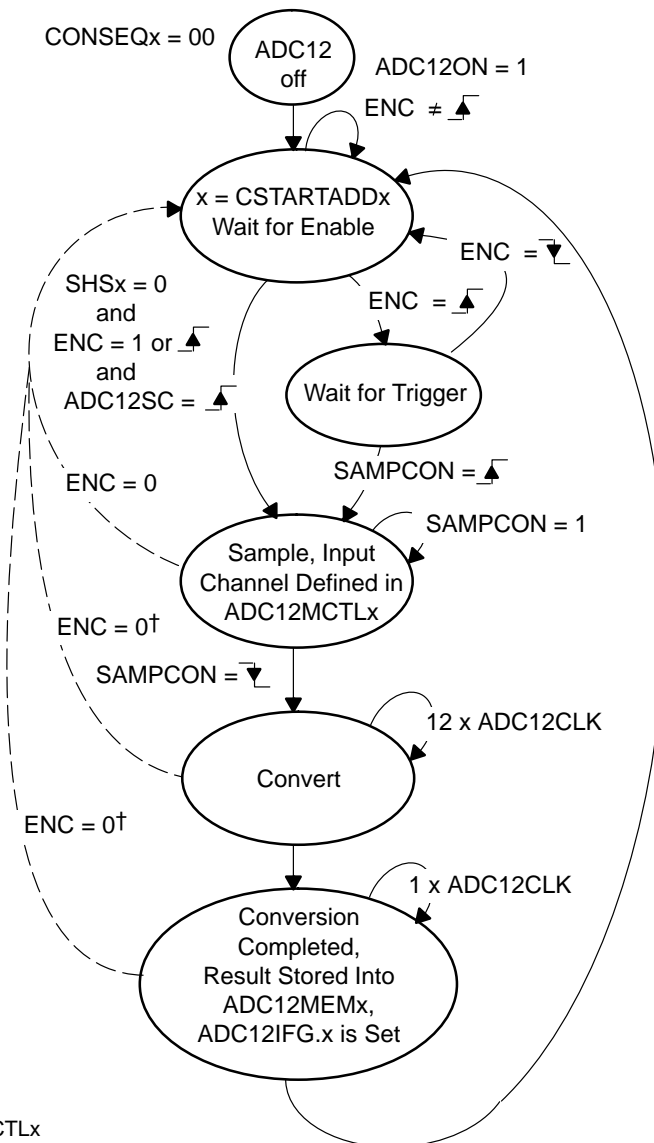 CONSEQx = 00
ADC12
off
ADC12ON = 1
ENC ≠
x = CSTARTADDx
Wait for Enable
ENC =
SHSx = 0
and
ENC = 1 or
and
ADC12SC =
ENC =
Wait for Trigger
ENC = 0
SAMPCON =
SAMPCON = 1
Sample, Input
Channel Defined in
ADC12MCTLx
ENC = 0†
SAMPCON =
12 x ADC12CLK
Convert
ENC = 0†
1 x ADC12CLK
Conversion
Completed,
Result Stored Into
ADC12MEMx,
ADC12IFG.x is Set
CTLx